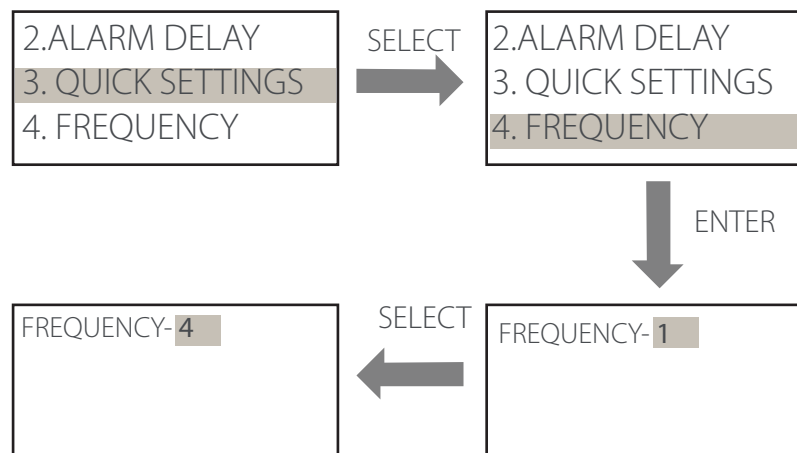 2.ALARM DELAY
3. QUICK SETTINGS
4. FREQUENCY
SELECT
2.ALARM DELAY
3. QUICK SETTINGS
4. FREQUENCY
ENTER
FREQUENCY- 1
SELECT
FREQUENCY- 4